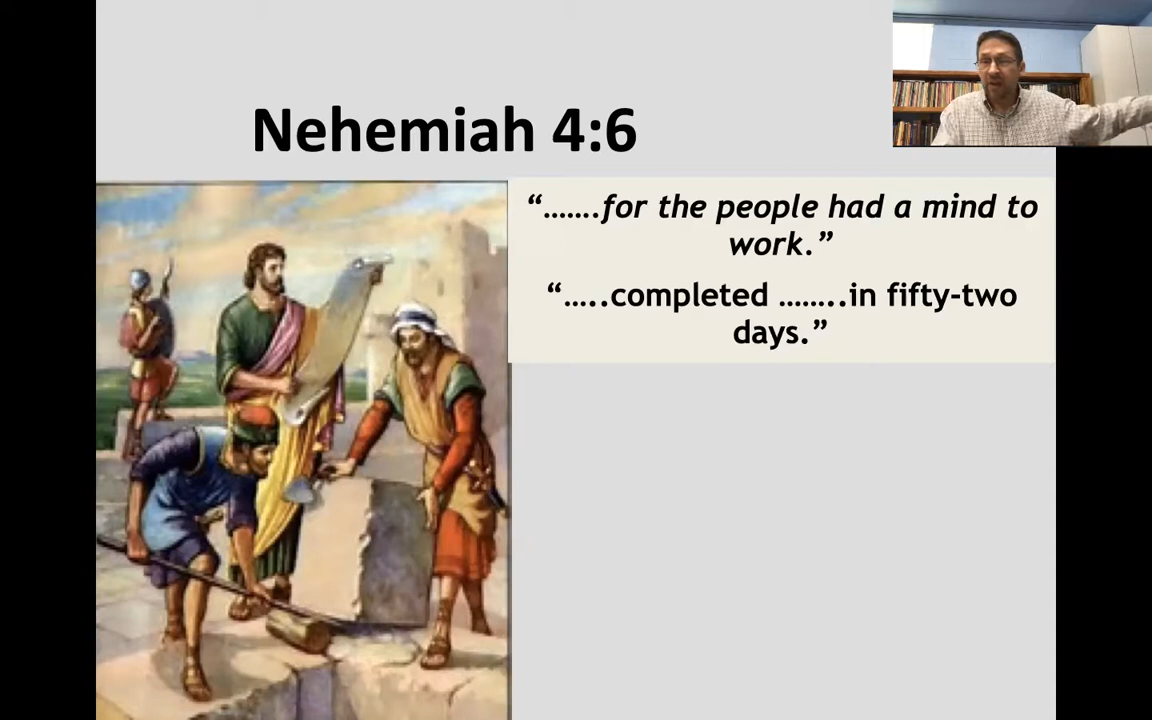 Nehemiah 4:6
“…….for the people had a mind to
work.”
“…..completed ……..in fifty-two
days.”